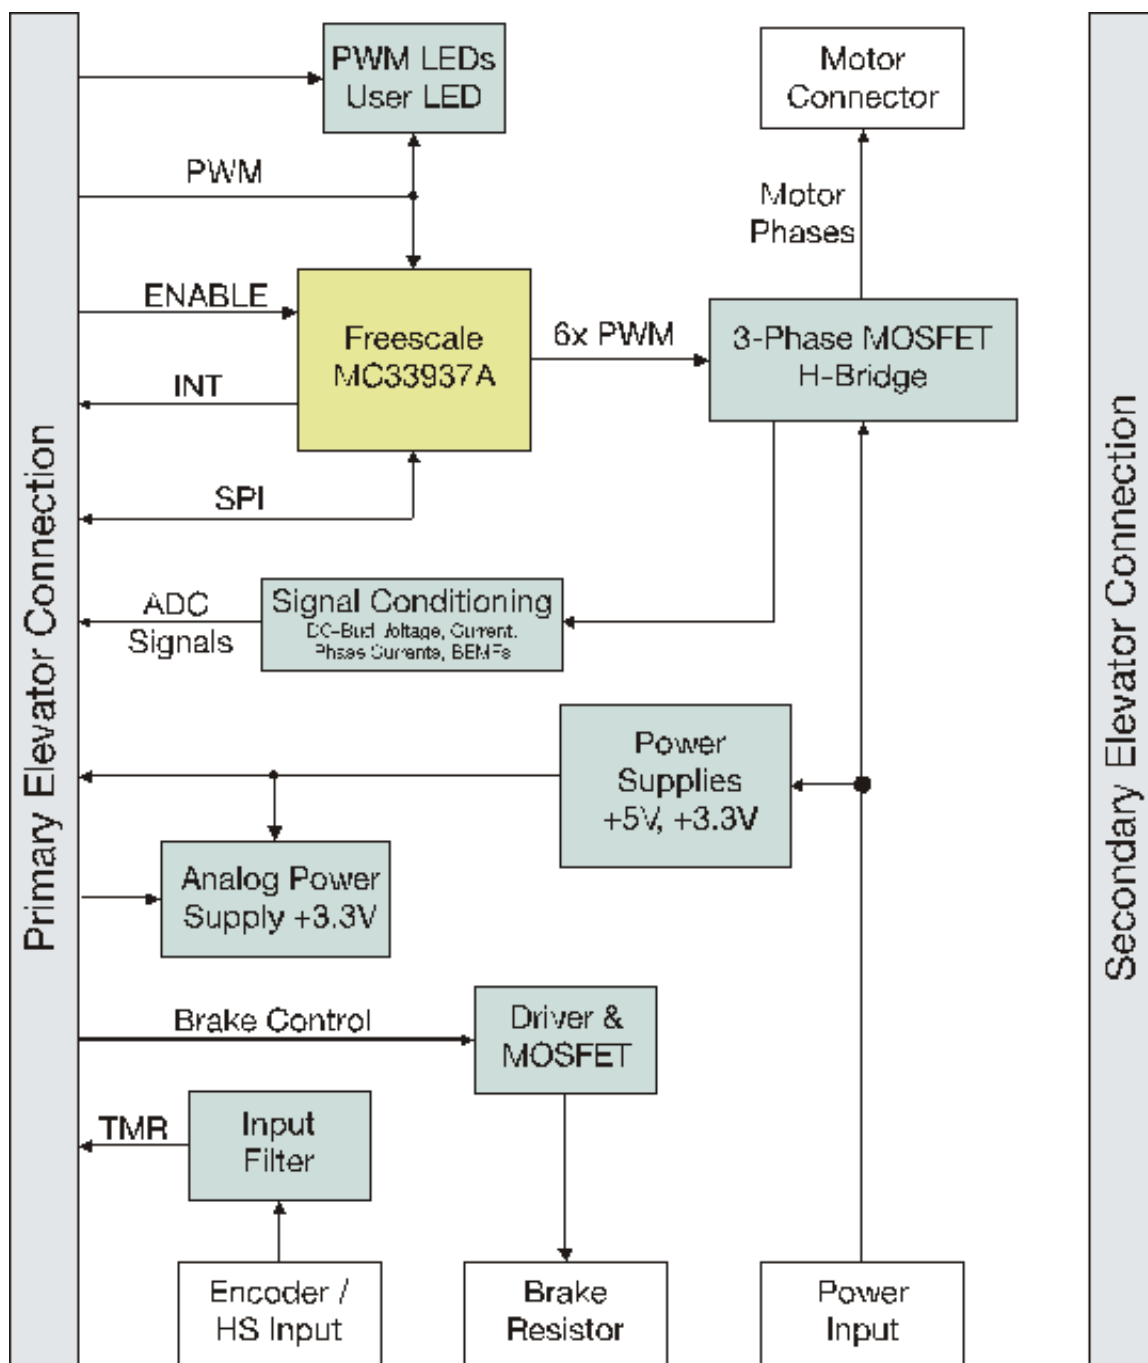 PWM LEDs
User LED
Motor
Connector
PWM
Motor
Phases
ENABLE
Freescale
MC33937A
6x PWM
3-Phase MOSFET
H-Bridge
INT
SPI
Primary Elevator Connection
Secondary Elevator Connection
ADC
Signals
Signal Conditioning
Voltage, Current,
Phase Currents, BEMFs
Power
Supplies
+5V, +3.3V
Analog Power
Supply +3.3V
Brake Control
Driver &
MOSFET
TMR
Input
Filter
Encoder /
HS Input
Brake
Resistor
Power
Input